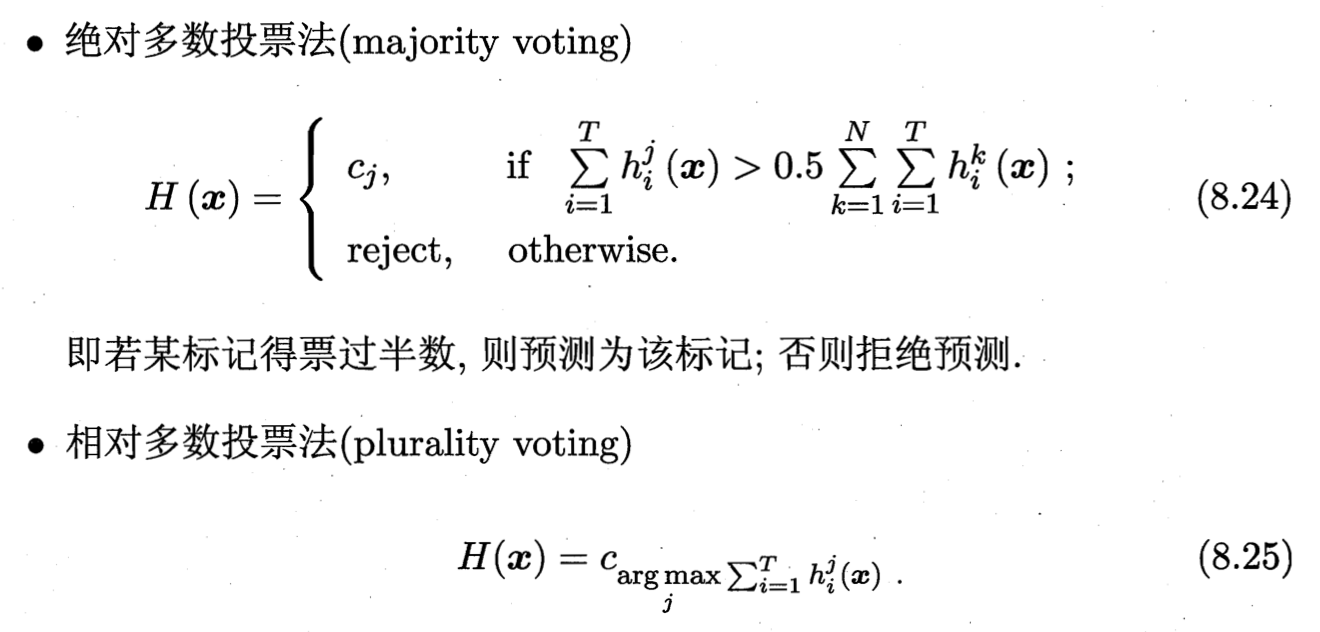 • 绝对多数投票法(majority voting)
$$H(\boldsymbol{x}) = \begin{cases} c_j, & \text{if } \sum_{i=1}^{T} h_i^j(\boldsymbol{x}) > 0.5 \sum_{k=1}^{N} \sum_{i=1}^{T} h_i^k(\boldsymbol{x}) \ ; \\ \text{reject}, & \text{otherwise.} \end{cases} \quad (8.24)$$
即若某标记得票过半数, 则预测为该标记; 否则拒绝预测.
• 相对多数投票法(plurality voting)
$$H(\boldsymbol{x}) = c_{\underset{j}{\arg\max} \sum_{i=1}^{T} h_i^j(\boldsymbol{x})} \ . \quad (8.25)$$